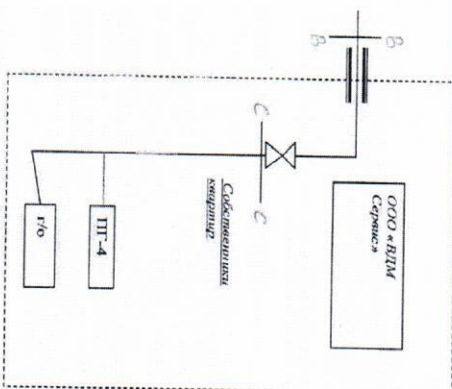 В В
ООО «ВДМ
Сервис»
С С
Собственники
квартир
ПГ-4
г/о